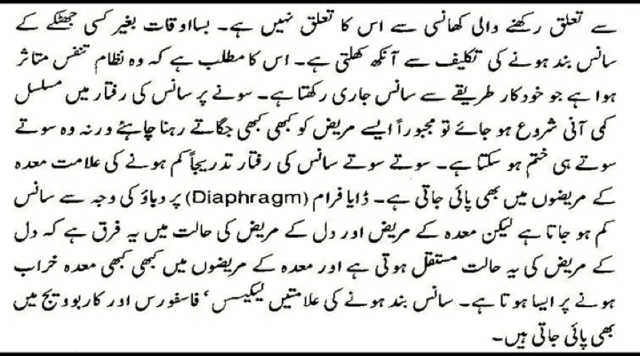 سے تعلق رکھنے والی کھانسی سے اس کا تعلق نہیں ہے۔ بسااوقات بغیر کسی جھٹکے کے
سانس بند ہونے کی تکلیف سے آنکھ کھلتی ہے۔ اس کا مطلب ہے کہ وہ نظام تنفس متاثر
ہوا ہے جو خودکار طریقے سے سانس جاری رکھتا ہے۔ سونے پر سانس کی رفتار میں مسلسل
کمی آنی شروع ہو جائے تو مجبوراً ایسے مریض کو کبھی کبھی جگاتے رہنا چاہئے ورنہ وہ سوتے
سوتے ہی ختم ہو سکتا ہے۔ سوتے سوتے سانس کی رفتار تدریجاً کم ہونے کی علامت معدہ
کے مریضوں میں بھی پائی جاتی ہے۔ ڈایا فرام (Diaphragm) پر دباؤ کی وجہ سے سانس
کم ہو جاتا ہے لیکن معدہ کے مریض اور دل کے مریض کی حالت میں یہ فرق ہے کہ دل
کے مریض کی یہ حالت مستقل ہوتی ہے اور معدہ کے مریضوں میں کبھی کبھی معدہ خراب
ہونے پر ایسا ہوتا ہے۔ سانس بند ہونے کی علامتیں لیکیسس‘ فاسفورس اور کاربوویج میں
بھی پائی جاتی ہیں۔